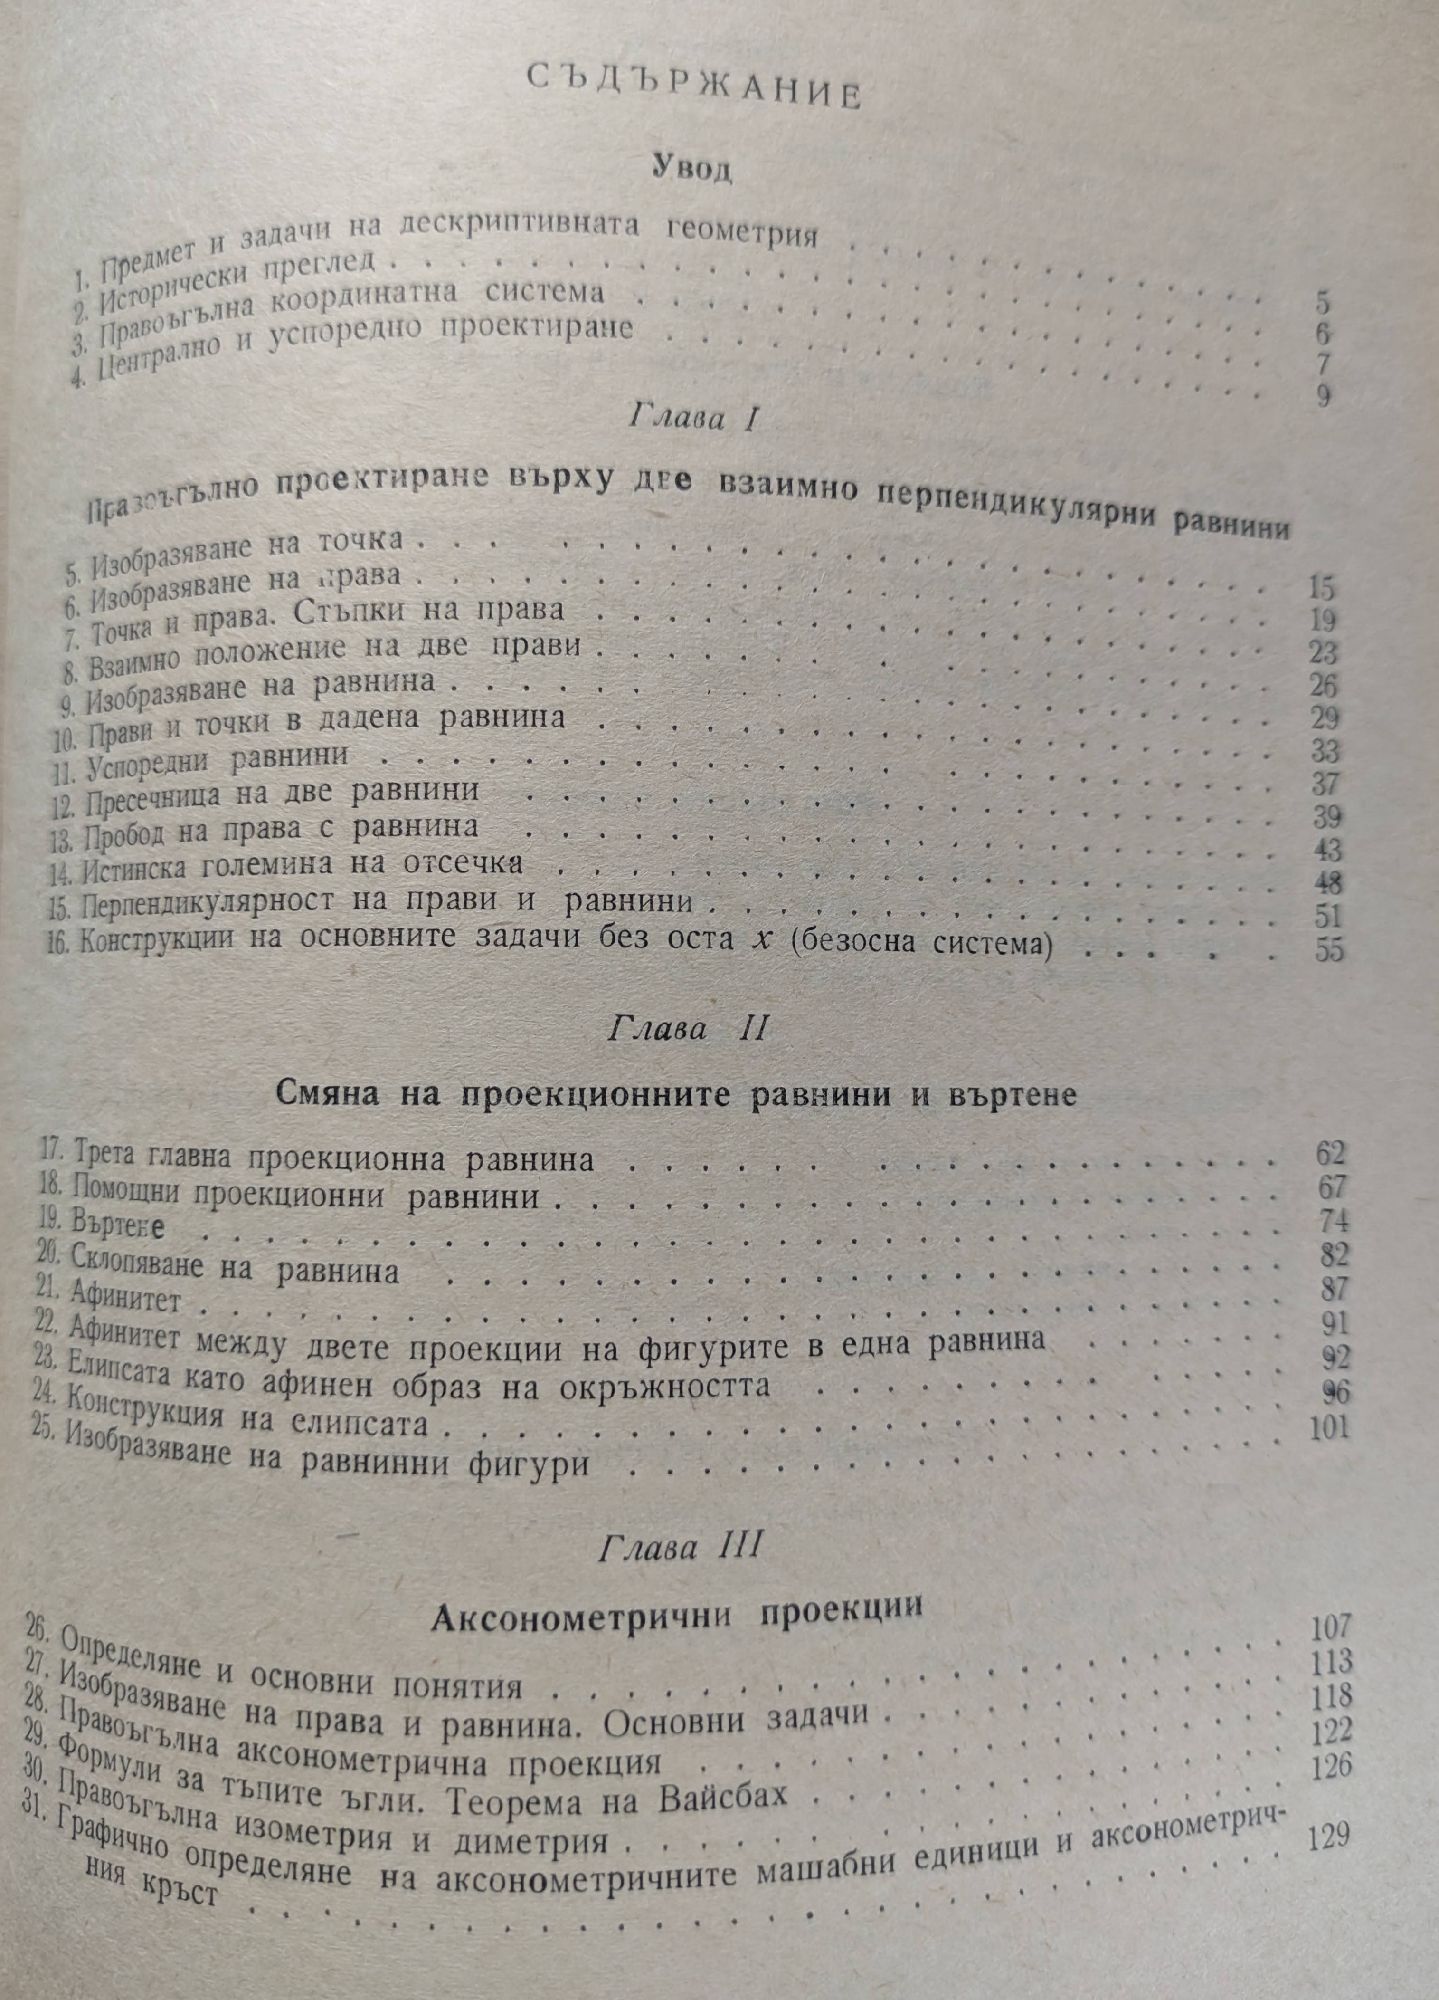 СЪДЪРЖАНИЕ
Увод
1. Предмет и задачи на дескриптивната геометрия . . . . . . . . . . 5
2. Исторически преглед . . . . . . . . . . 6
3. Правоъгълна координатна система . . . . . . . . . . 7
4. Централно и успоредно проектиране . . . . . . . . . . 9
Глава I
Правоъгълно проектиране върху две взаимно перпендикулярни равнини
5. Изобразяване на точка . . . . . . . . . . 15
6. Изобразяване на права . . . . . . . . . . 19
7. Точка и права. Стъпки на права . . . . . . . . . . 23
8. Взаимно положение на две прави . . . . . . . . . . 26
9. Изобразяване на равнина . . . . . . . . . . 29
10. Прави и точки в дадена равнина . . . . . . . . . . 33
11. Успоредни равнини . . . . . . . . . . 37
12. Пресечница на две равнини . . . . . . . . . . 39
13. Пробод на права с равнина . . . . . . . . . . 43
14. Истинска големина на отсечка . . . . . . . . . . 48
15. Перпендикулярност на прави и равнини . . . . . . . . . . 51
16. Конструкции на основните задачи без оста x (безосна система) . . . . . 55
Глава II
Смяна на проекционните равнини и въртене
17. Трета главна проекционна равнина . . . . . . . . . . 62
18. Помощни проекционни равнини . . . . . . . . . . 67
19. Въртене . . . . . . . . . . 74
20. Склопяване на равнина . . . . . . . . . . 82
21. Афинитет . . . . . . . . . . 87
22. Афинитет между двете проекции на фигурите в една равнина . . . . . . 91
23. Елипсата като афинен образ на окръжността . . . . . . . . . . 92
24. Конструкция на елипсата . . . . . . . . . . 96
25. Изобразяване на равнинни фигури . . . . . . . . . . 101
Глава III
Аксонометрични проекции
26. Определяне и основни понятия . . . . . . . . . . 107
27. Изобразяване на права и равнина. Основни задачи . . . . . . . . . . 113
28. Правоъгълна аксонометрична проекция . . . . . . . . . . 118
29. Формули за тъпите ъгли. Теорема на Вайсбах . . . . . . . . . . 122
30. Правоъгълна изометрия и диметрия . . . . . . . . . . 126
31. Графично определяне на аксонометричните машабни единици и аксонометрич-
ния кръст . . . . . . . . . . 129